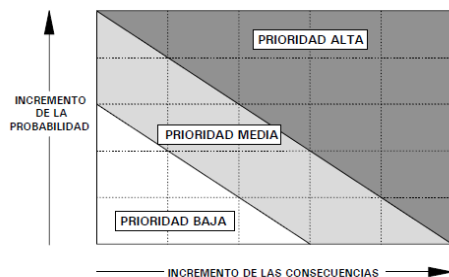 PRIORIDAD ALTA
INCREMENTO
DE LA
PROBABILIDAD
PRIORIDAD MEDIA
PRIORIDAD BAJA
INCREMENTO DE LAS CONSECUENCIAS